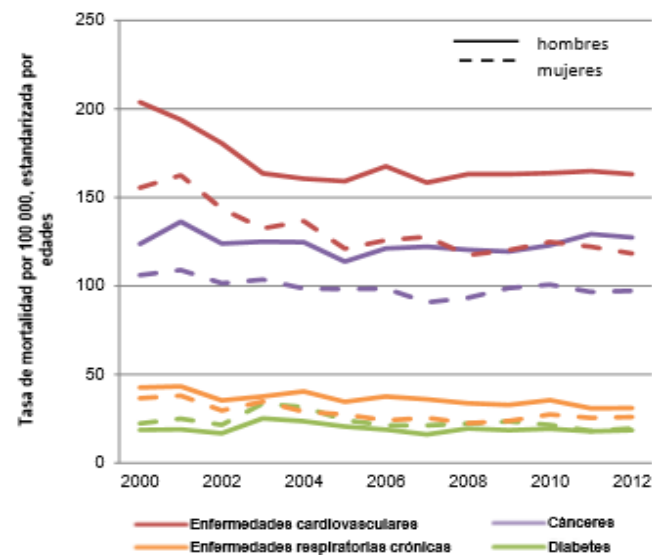 250
200
150
100
50
0
Tasa de mortalidad por 100 000, estandarizada por
edades
hombres
mujeres
2000
2002
2004
2006
2008
2010
2012
Enfermedades cardiovasculares
Cánceres
Enfermedades respiratorias crónicas
Diabetes